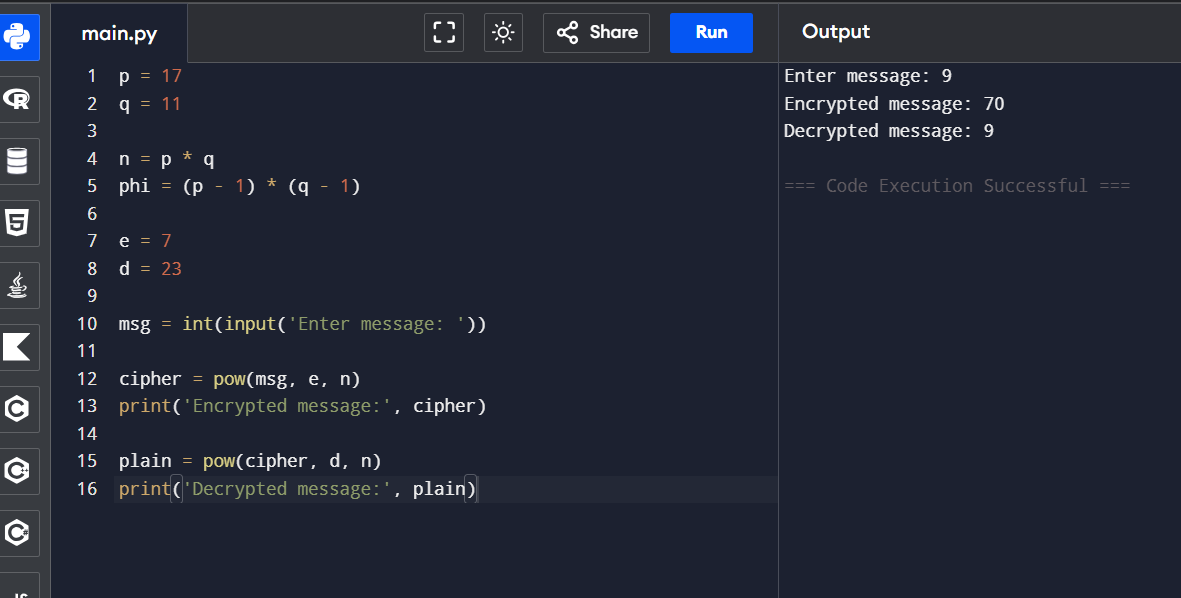 main.py
Share
Run
Output
1 p = 17
2 q = 11
3
4 n = p * q
5 phi = (p - 1) * (q - 1)
6
7 e = 7
8 d = 23
9
10 msg = int(input('Enter message: '))
11
12 cipher = pow(msg, e, n)
13 print('Encrypted message:', cipher)
14
15 plain = pow(cipher, d, n)
16 print('Decrypted message:', plain)
Enter message: 9
Encrypted message: 70
Decrypted message: 9
=== Code Execution Successful ===